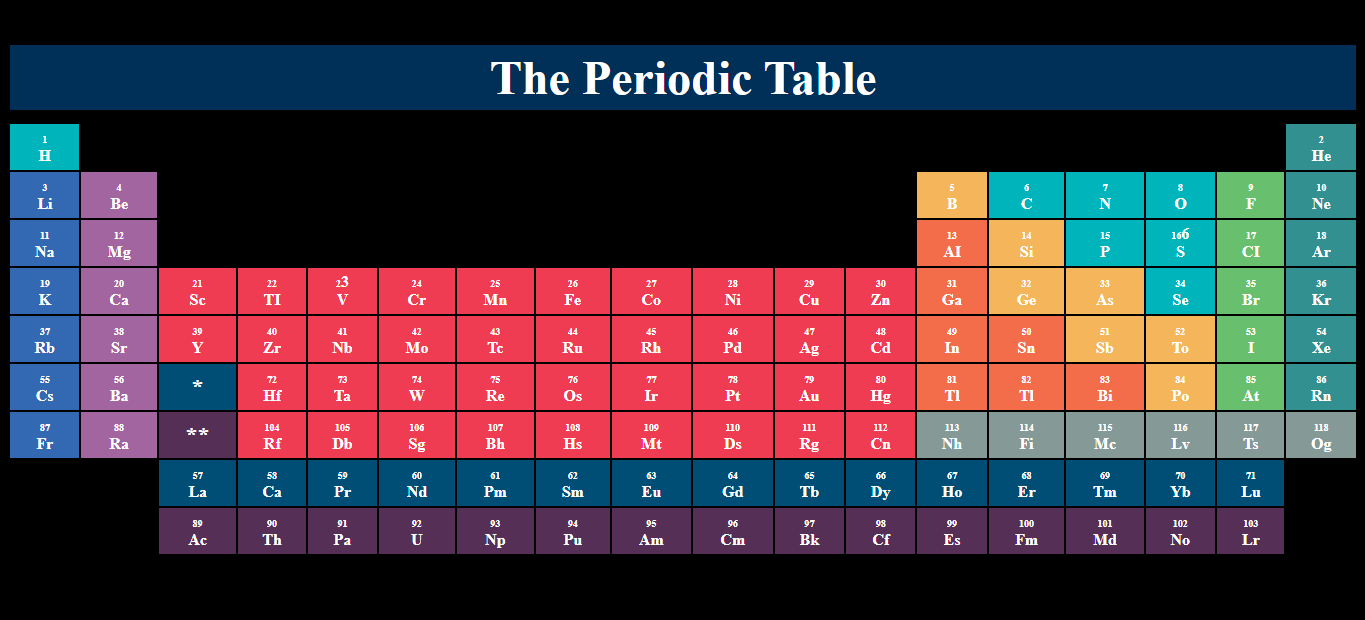 The Periodic Table
1 2
H He
3 4 5 6 7 8 9 10
Li Be B C N O F Ne
11 12 13 14 15 166 17 18
Na Mg AI Si P S CI Ar
19 20 21 22 23 24 25 26 27 28 29 30 31 32 33 34 35 36
K Ca Sc TI V Cr Mn Fe Co Ni Cu Zn Ga Ge As Se Br Kr
37 38 39 40 41 42 43 44 45 46 47 48 49 50 51 52 53 54
Rb Sr Y Zr Nb Mo Tc Ru Rh Pd Ag Cd In Sn Sb To I Xe
55 56 * 72 73 74 75 76 77 78 79 80 81 82 83 84 85 86
Cs Ba Hf Ta W Re Os Ir Pt Au Hg Tl Tl Bi Po At Rn
87 88 ** 104 105 106 107 108 109 110 111 112 113 114 115 116 117 118
Fr Ra Rf Db Sg Bh Hs Mt Ds Rg Cn Nh Fi Mc Lv Ts Og
57 58 59 60 61 62 63 64 65 66 67 68 69 70 71
La Ca Pr Nd Pm Sm Eu Gd Tb Dy Ho Er Tm Yb Lu
89 90 91 92 93 94 95 96 97 98 99 100 101 102 103
Ac Th Pa U Np Pu Am Cm Bk Cf Es Fm Md No Lr